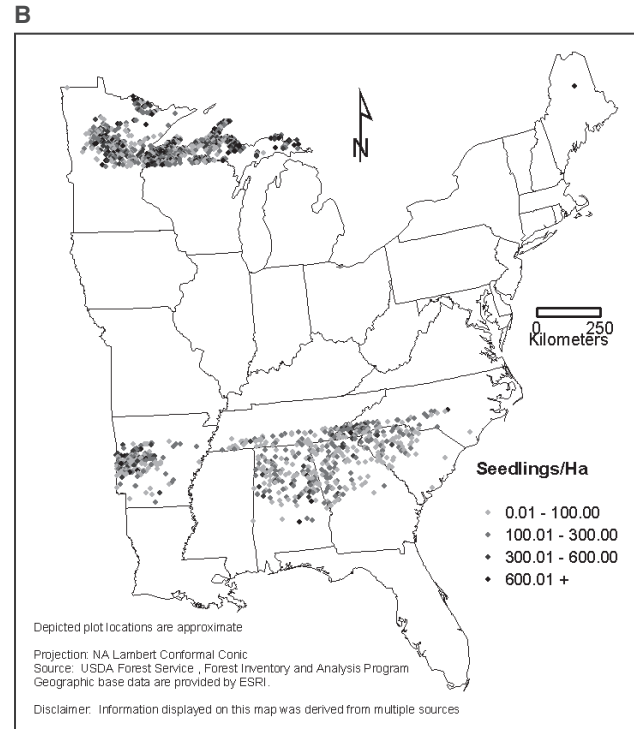 B
N
0 250
Kilometers
Seedlings/Ha
0.01 - 100.00
100.01 - 300.00
300.01 - 600.00
600.01 +
Depicted plot locations are approximate
Projection: NA Lambert Conformal Conic
Source: USDA Forest Service , Forest Inventory and Analysis Program
Geographic base data are provided by ESRI.
Disclaimer: Information displayed on this map was derived from multiple sources